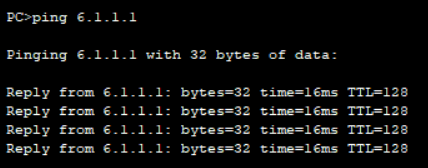 PC>ping 6.1.1.1
Pinging 6.1.1.1 with 32 bytes of data:
Reply from 6.1.1.1: bytes=32 time=16ms TTL=128
Reply from 6.1.1.1: bytes=32 time=16ms TTL=128
Reply from 6.1.1.1: bytes=32 time=16ms TTL=128
Reply from 6.1.1.1: bytes=32 time=16ms TTL=128